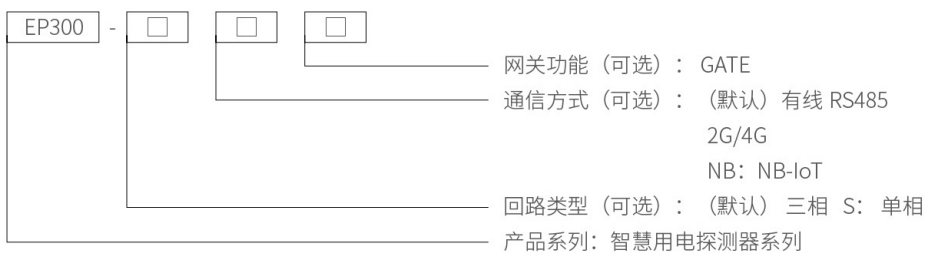 EP300 - □ □ □
网关功能（可选）： GATE
通信方式（可选）： （默认）有线 RS485
2G/4G
NB：NB-IoT
回路类型（可选）： （默认） 三相 S： 单相
产品系列：智慧用电探测器系列